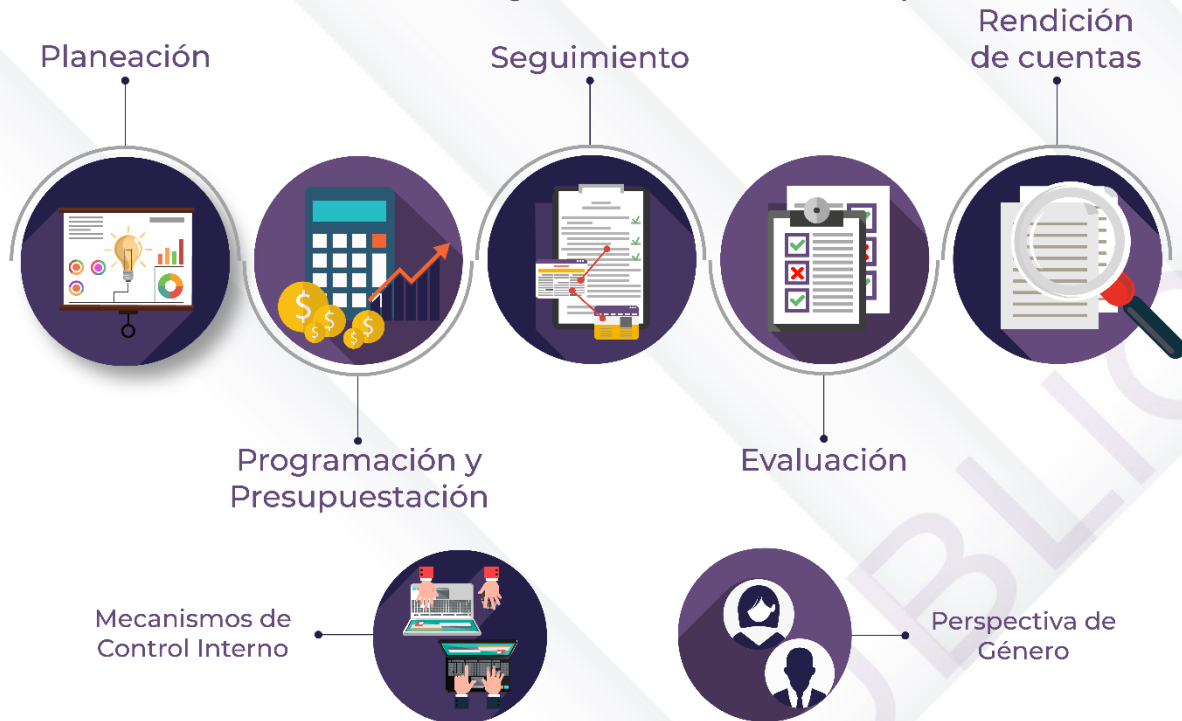 Planeación
Seguimiento
Rendición
de cuentas
Programación y
Presupuestación
Evaluación
Mecanismos de
Control Interno
Perspectiva de
Género